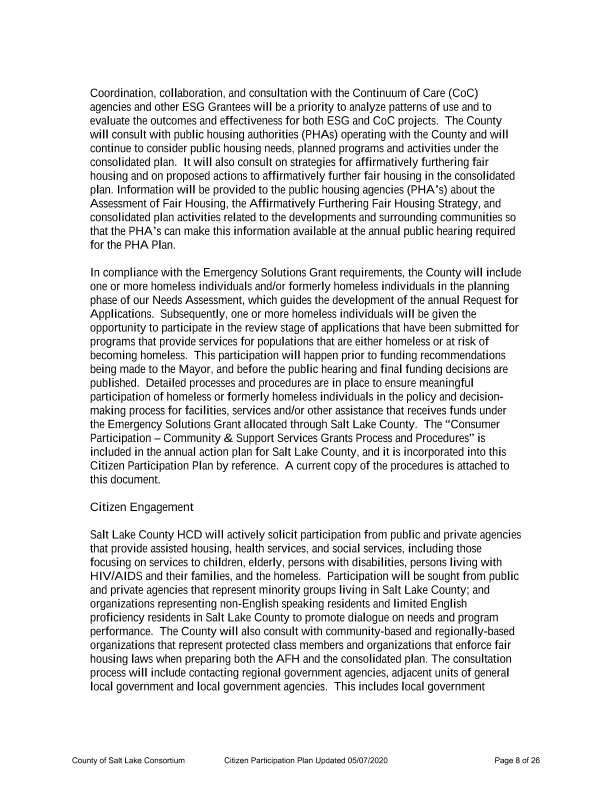 Coordination, collaboration, and consultation with the Continuum of Care (CoC)
agencies and other ESG Grantees will be a priority to analyze patterns of use and to
evaluate the outcomes and effectiveness for both ESG and CoC projects.  The County
will consult with public housing authorities (PHAs) operating with the County and will
continue to consider public housing needs, planned programs and activities under the
consolidated plan.  It will also consult on strategies for affirmatively furthering fair
housing and on proposed actions to affirmatively further fair housing in the consolidated
plan. Information will be provided to the public housing agencies (PHA's) about the
Assessment of Fair Housing, the Affirmatively Furthering Fair Housing Strategy, and
consolidated plan activities related to the developments and surrounding communities so
that the PHA's can make this information available at the annual public hearing required
for the PHA Plan.
In compliance with the Emergency Solutions Grant requirements, the County will include
one or more homeless individuals and/or formerly homeless individuals in the planning
phase of our Needs Assessment, which guides the development of the annual Request for
Applications.  Subsequently, one or more homeless individuals will be given the
opportunity to participate in the review stage of applications that have been submitted for
programs that provide services for populations that are either homeless or at risk of
becoming homeless.  This participation will happen prior to funding recommendations
being made to the Mayor, and before the public hearing and final funding decisions are
published.  Detailed processes and procedures are in place to ensure meaningful
participation of homeless or formerly homeless individuals in the policy and decision-
making process for facilities, services and/or other assistance that receives funds under
the Emergency Solutions Grant allocated through Salt Lake County.  The "Consumer
Participation – Community & Support Services Grants Process and Procedures" is
included in the annual action plan for Salt Lake County, and it is incorporated into this
Citizen Participation Plan by reference.  A current copy of the procedures is attached to
this document.
Citizen Engagement
Salt Lake County HCD will actively solicit participation from public and private agencies
that provide assisted housing, health services, and social services, including those
focusing on services to children, elderly, persons with disabilities, persons living with
HIV/AIDS and their families, and the homeless.  Participation will be sought from public
and private agencies that represent minority groups living in Salt Lake County; and
organizations representing non-English speaking residents and limited English
proficiency residents in Salt Lake County to promote dialogue on needs and program
performance.  The County will also consult with community-based and regionally-based
organizations that represent protected class members and organizations that enforce fair
housing laws when preparing both the AFH and the consolidated plan. The consultation
process will include contacting regional government agencies, adjacent units of general
local government and local government agencies.  This includes local government
County of Salt Lake Consortium Citizen Participation Plan Updated 05/07/2020 Page 8 of 26